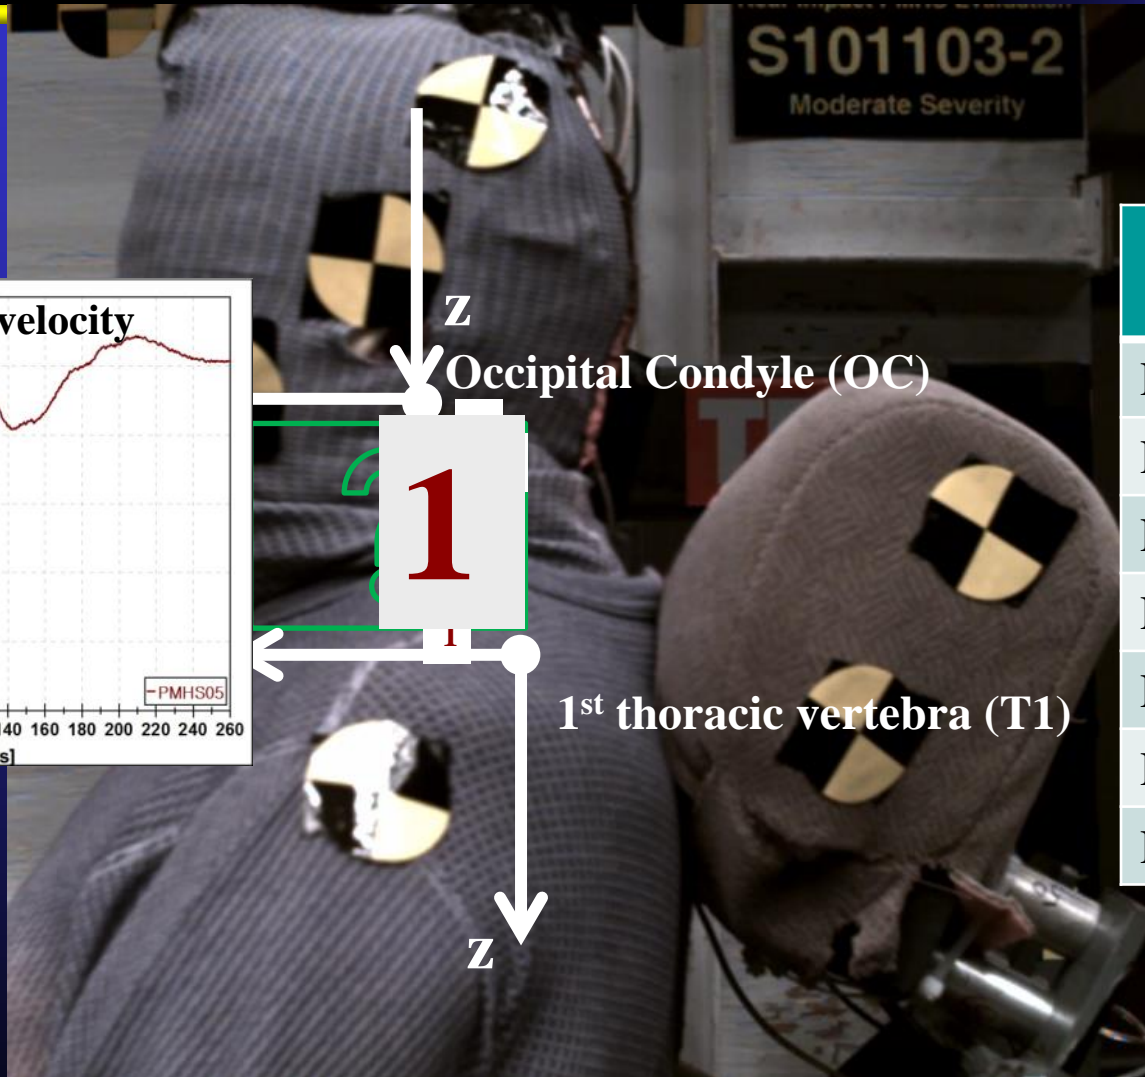 S101103-2
Moderate Severity
velocity
z
Occipital Condyle (OC)
1
PMHS05
160 180 200 220 240 260
s]
1st thoracic vertebra (T1)
z